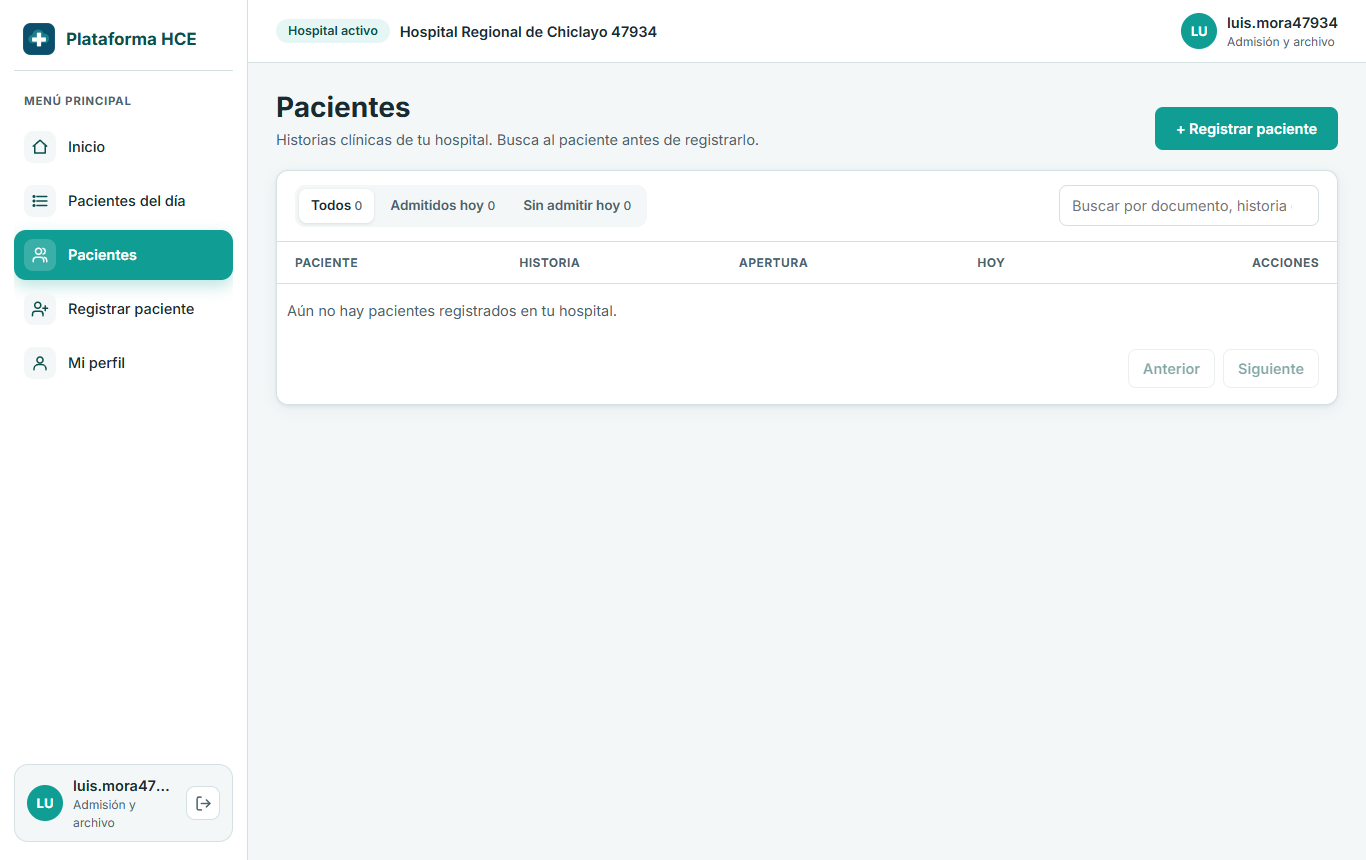 Plataforma HCE
MENÚ PRINCIPAL
Inicio
Pacientes del día
Pacientes
Registrar paciente
Mi perfil
LU
luis.mora47...
Admisión y
archivo
Hospital activo
Hospital Regional de Chiclayo 47934
LU
luis.mora47934
Admisión y archivo
Pacientes
Historias clínicas de tu hospital. Busca al paciente antes de registrarlo.
+ Registrar paciente
Todos 0
Admitidos hoy 0
Sin admitir hoy 0
Buscar por documento, historia
PACIENTE
HISTORIA
APERTURA
HOY
ACCIONES
Aún no hay pacientes registrados en tu hospital.
Anterior
Siguiente